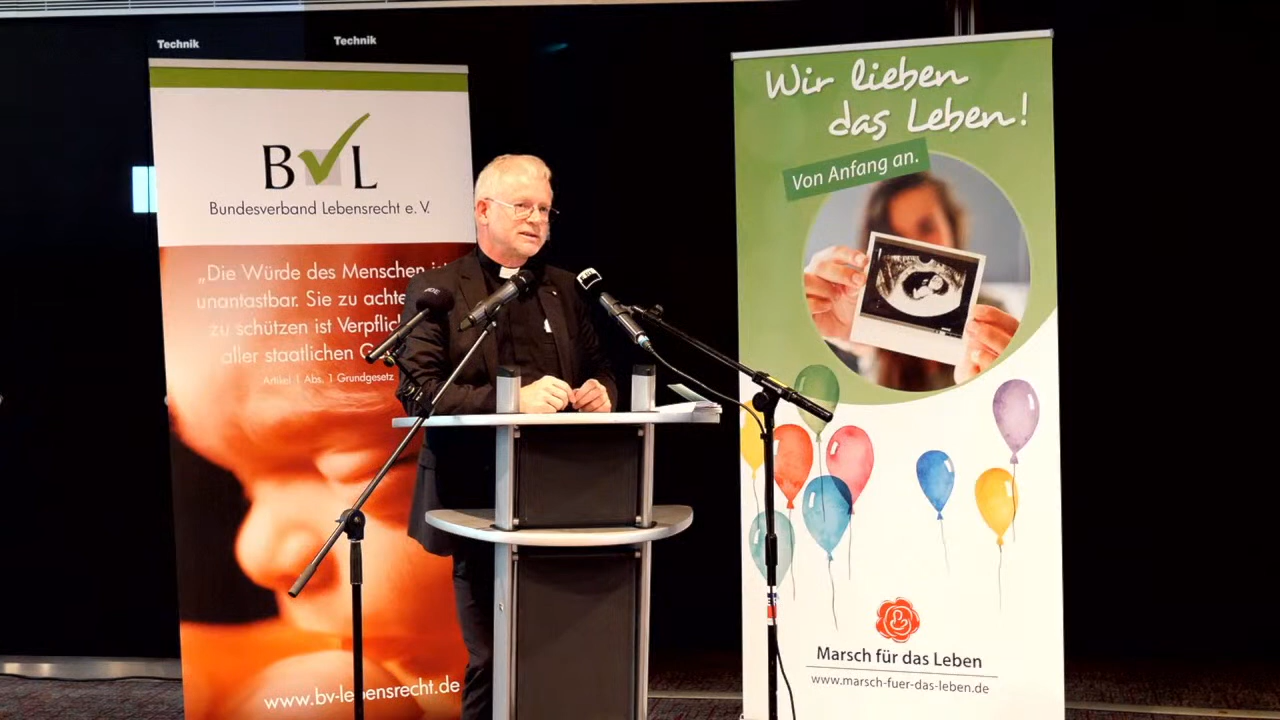 Technik
Technik
BVL
Bundesverband Lebensrecht e. V.
„Die Würde des Menschen
unantastbar. Sie zu
zu schützen ist
aller staatlichen
Artikel 1 Abs. 1 Grundgesetz
www.bv-lebensrecht.de
Wir lieben
das Leben!
Von Anfang an.
Marsch für das Leben
www.marsch-fuer-das-leben.de